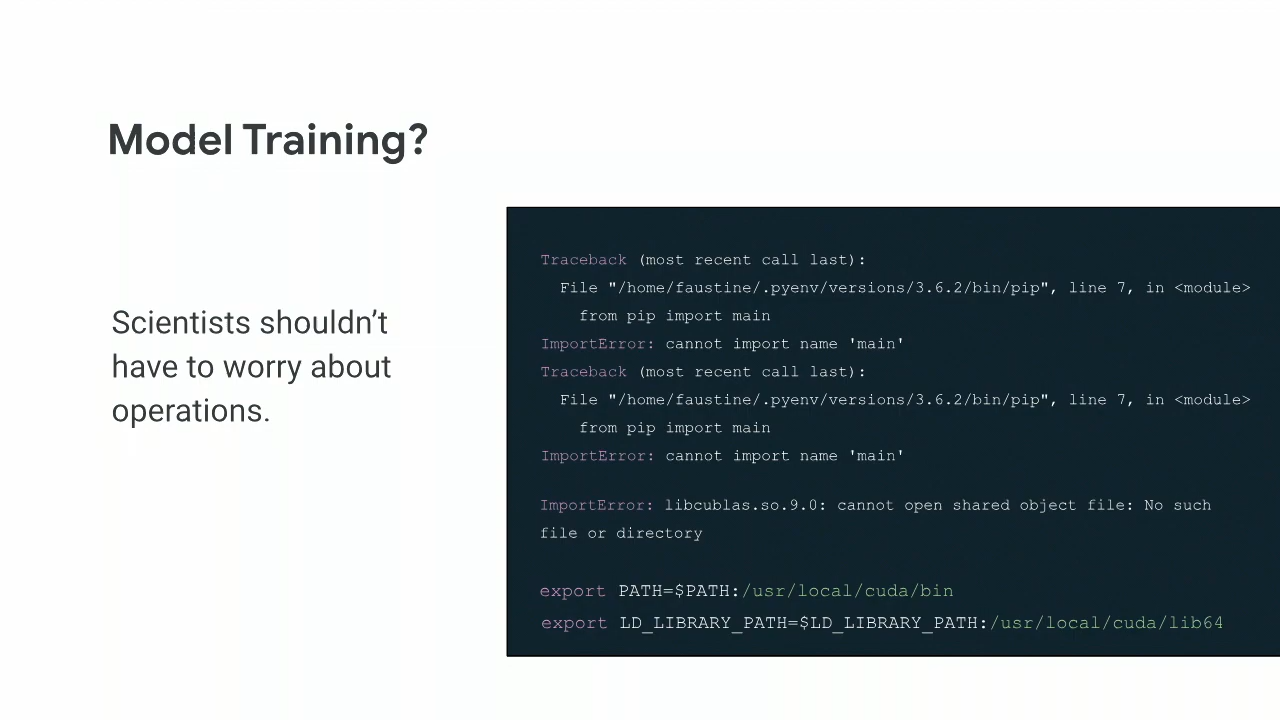 Model Training?
Scientists shouldn’t
have to worry about
operations.
Traceback (most recent call last):
  File "/home/faustine/.pyenv/versions/3.6.2/bin/pip", line 7, in <module>
    from pip import main
ImportError: cannot import name 'main'
Traceback (most recent call last):
  File "/home/faustine/.pyenv/versions/3.6.2/bin/pip", line 7, in <module>
    from pip import main
ImportError: cannot import name 'main'
ImportError: libcublas.so.9.0: cannot open shared object file: No such
file or directory
export PATH=$PATH:/usr/local/cuda/bin
export LD_LIBRARY_PATH=$LD_LIBRARY_PATH:/usr/local/cuda/lib64